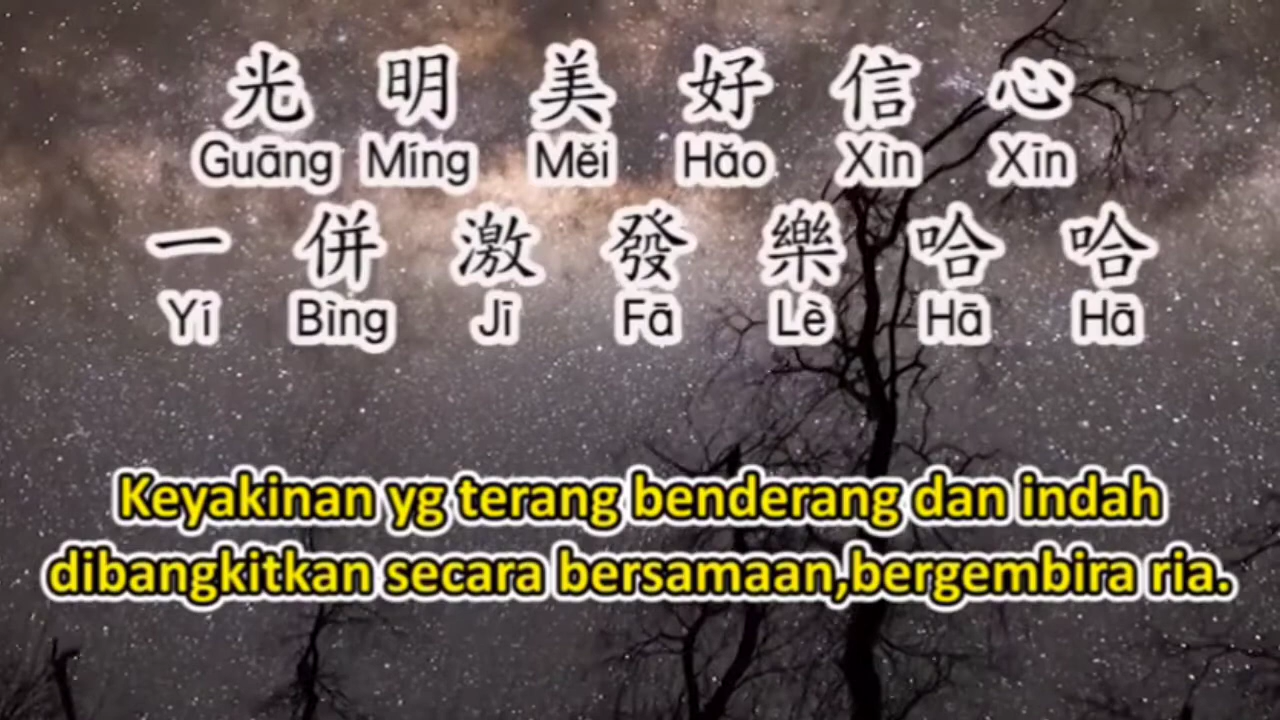 光明美好信心
Guāng Míng Měi Hǎo Xìn Xīn
一併激發樂哈哈
Yí Bìng Jī Fā Lè Hā Hā
Keyakinan yg terang benderang dan indah
dibangkitkan secara bersamaan,bergembira ria.